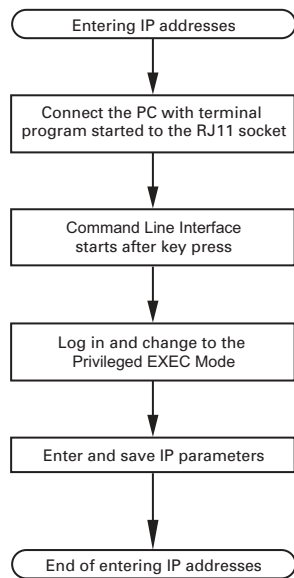 Entering IP addresses
Connect the PC with terminal
program started to the RJ11 socket
Command Line Interface
starts after key press
Log in and change to the
Privileged EXEC Mode
Enter and save IP parameters
End of entering IP addresses